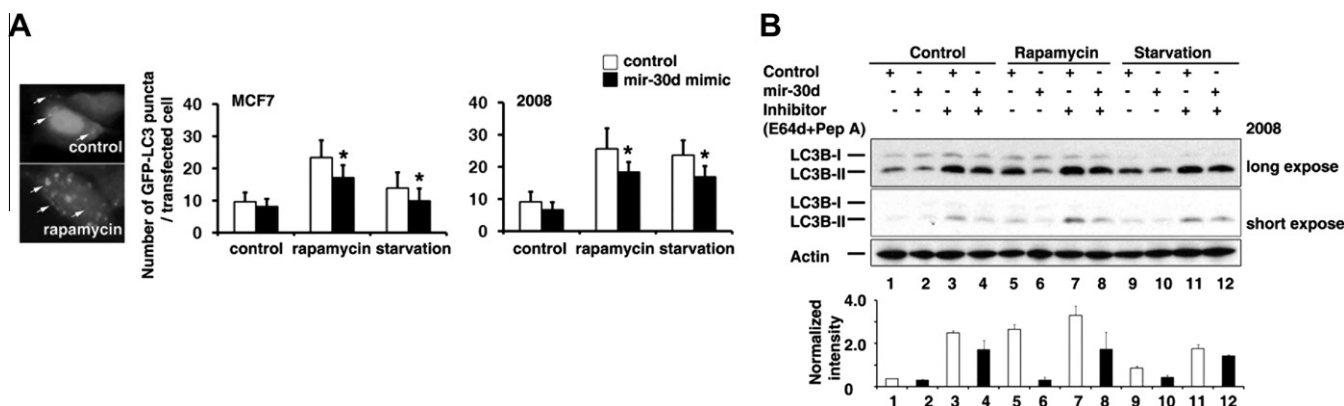 A
control
rapamycin
Number of GFP-LC3 puncta
/ transfected cell
control
mir-30d mimic
MCF7
40
30
20
10
0
*
*
control rapamycin starvation
2008
40
30
20
10
0
*
*
control rapamycin starvation
B
Control Rapamycin Starvation
Control + - + - + - + - + - + -
mir-30d - + - + - + - + - + - +
Inhibitor - - + + - - + + - - + +
(E64d+Pep A)
2008
LC3B-I
LC3B-II
long expose
LC3B-I
LC3B-II
short expose
Actin
1 2 3 4 5 6 7 8 9 10 11 12
Normalized
intensity
4.0
2.0
0
1 2 3 4 5 6 7 8 9 10 11 12